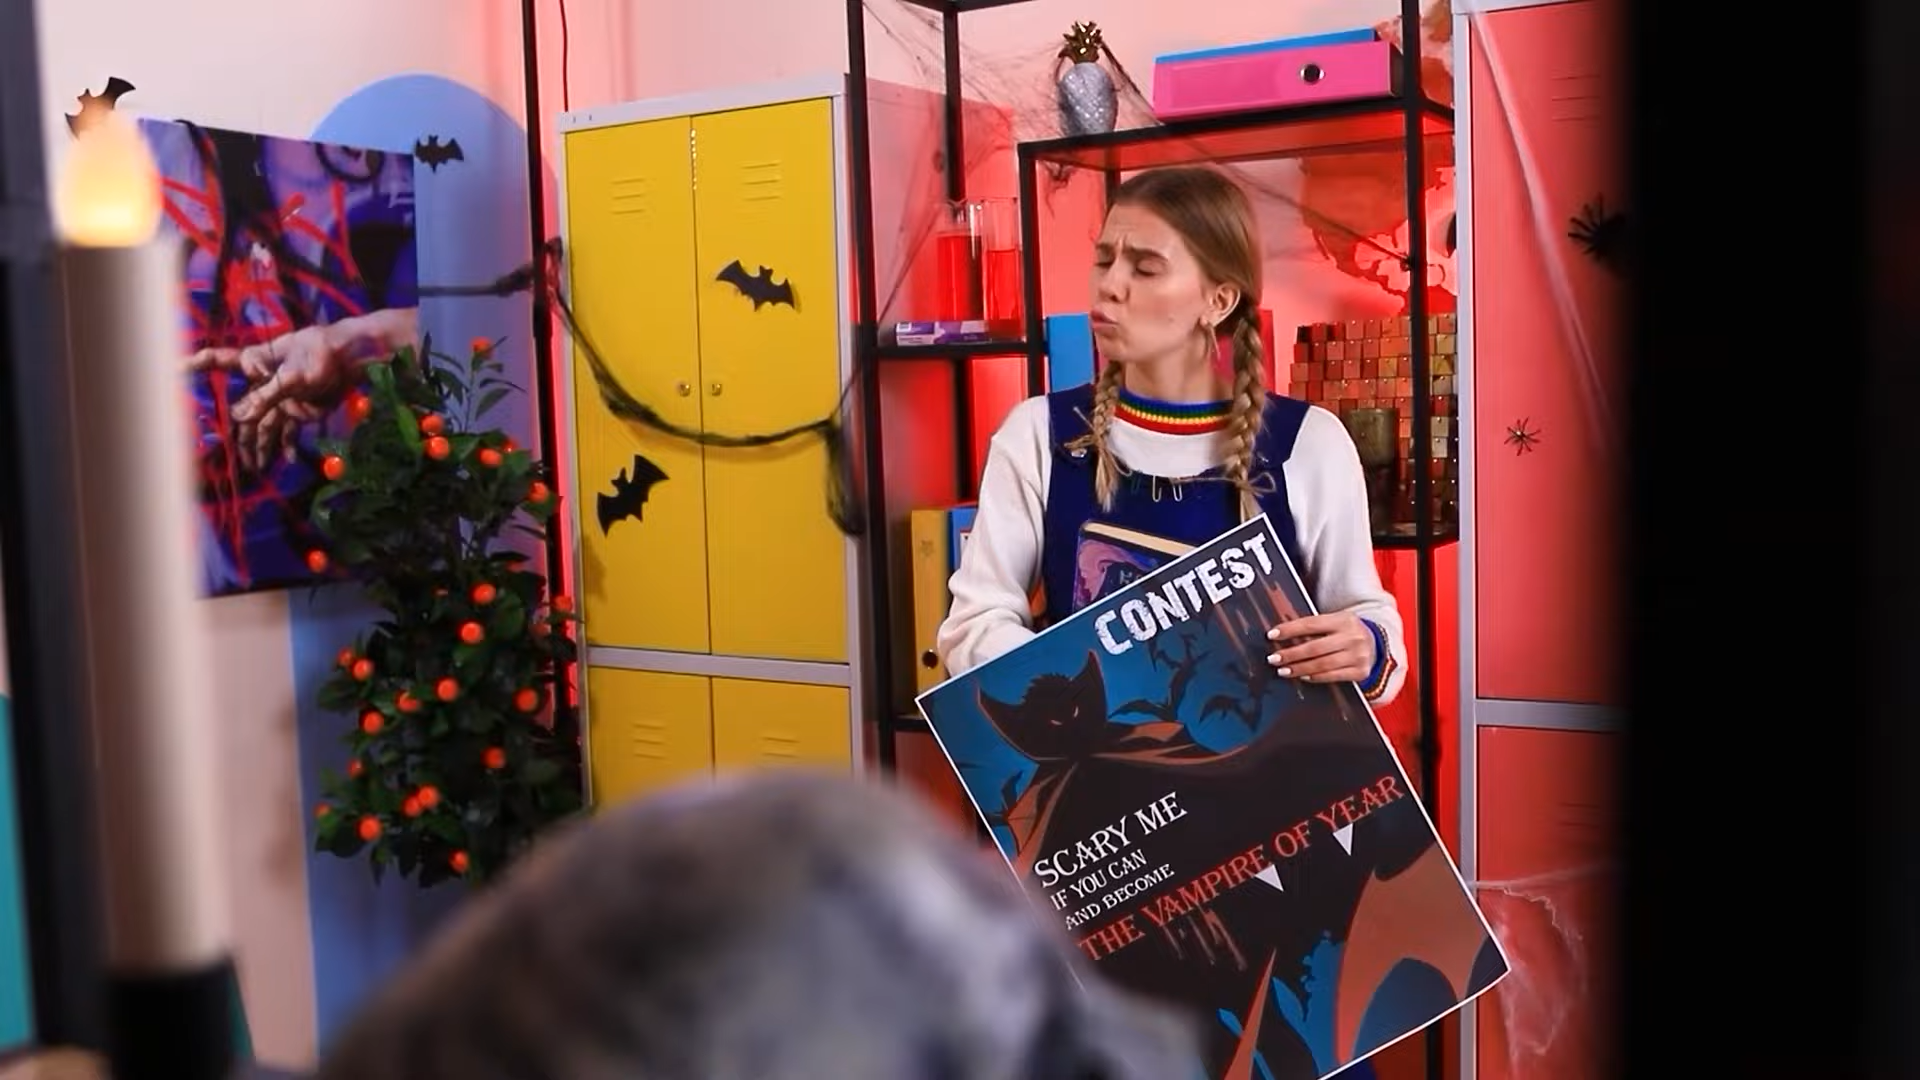 CONTEST
SCARY ME
IF YOU CAN
AND BECOME
THE VAMPIRE OF YEAR